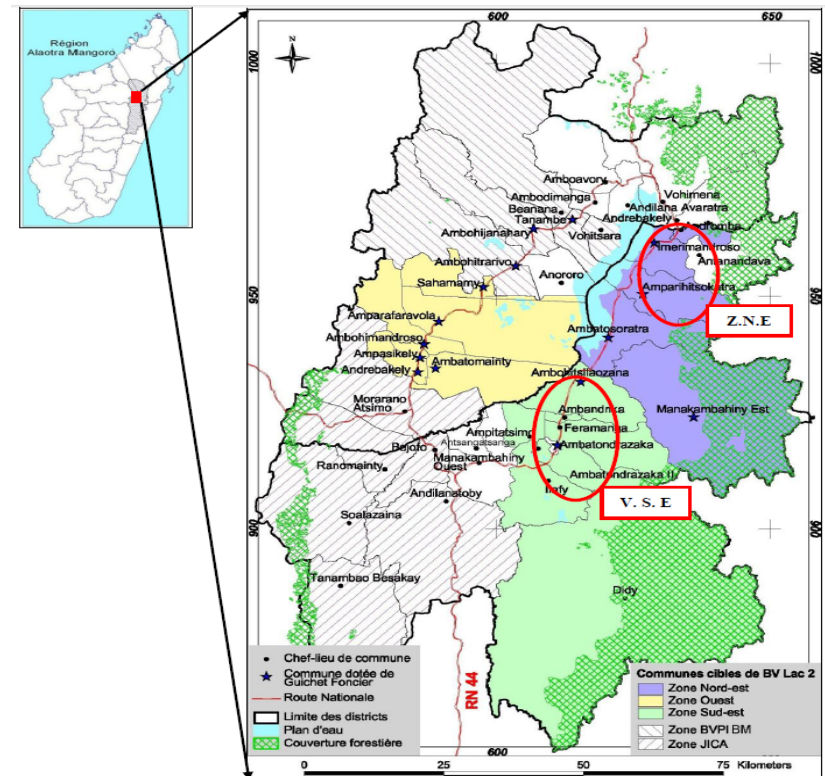 Région
Alaotra Mangoro
600
650
1000
1000
Amboavory
Ambodimanga
Vohimena
Beanana
Andilana Avaratra
Tanambe
Andrebakely
Ambohijanahary
Vohitsara
Imerimandroso
Antanandava
Ambohitrarivo
Anororo
Sahamamy
Amparihitsokatra
950
950
Z.N.E
Amparafaravola
Ambatosoratra
Ambohimandroso
Ampasikely
Ambatomainty
Andrebakely
Ambohitsilaozana
Morarano
Atsimo
Ambandrika
Manakambahiny Est
Feramanga
Ampitatsimo
Antsangatsanga
Ambatondrazaka
Bejofo
Manakambahiny
Ouest
Ranomainty
Ambatondrazaka II
Ilafy
Andilanatoby
V. S. E
Soalazaina
900
900
Tanambao Besakay
Didy
RN 44
Chef-lieu de commune
Commune dotée de
Guichet Foncier
Route Nationale
Limite des districts
Plan d'eau
Couverture forestière
Communes cibles de BV Lac 2
Zone Nord-est
Zone Ouest
Zone Sud-est
Zone BVPI BM
Zone JICA
600
0
25
50
75
Kilometers